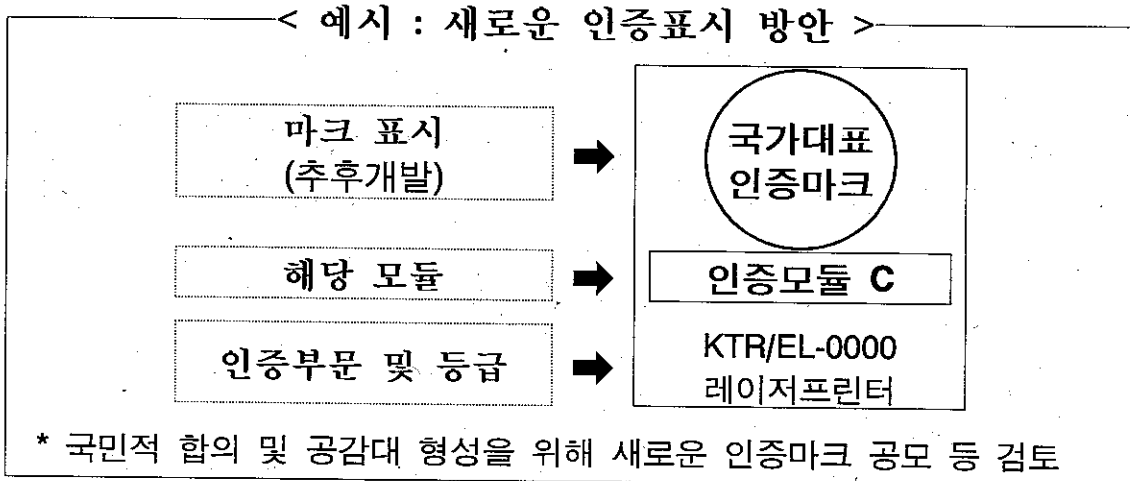 < 예시 : 새로운 인증표시 방안 >
마크 표시
(추후개발)
국가대표
인증마크
해당 모듈
인증모듈 C
인증부문 및 등급
KTR/EL-0000
레이저프린터
* 국민적 합의 및 공감대 형성을 위해 새로운 인증마크 공모 등 검토